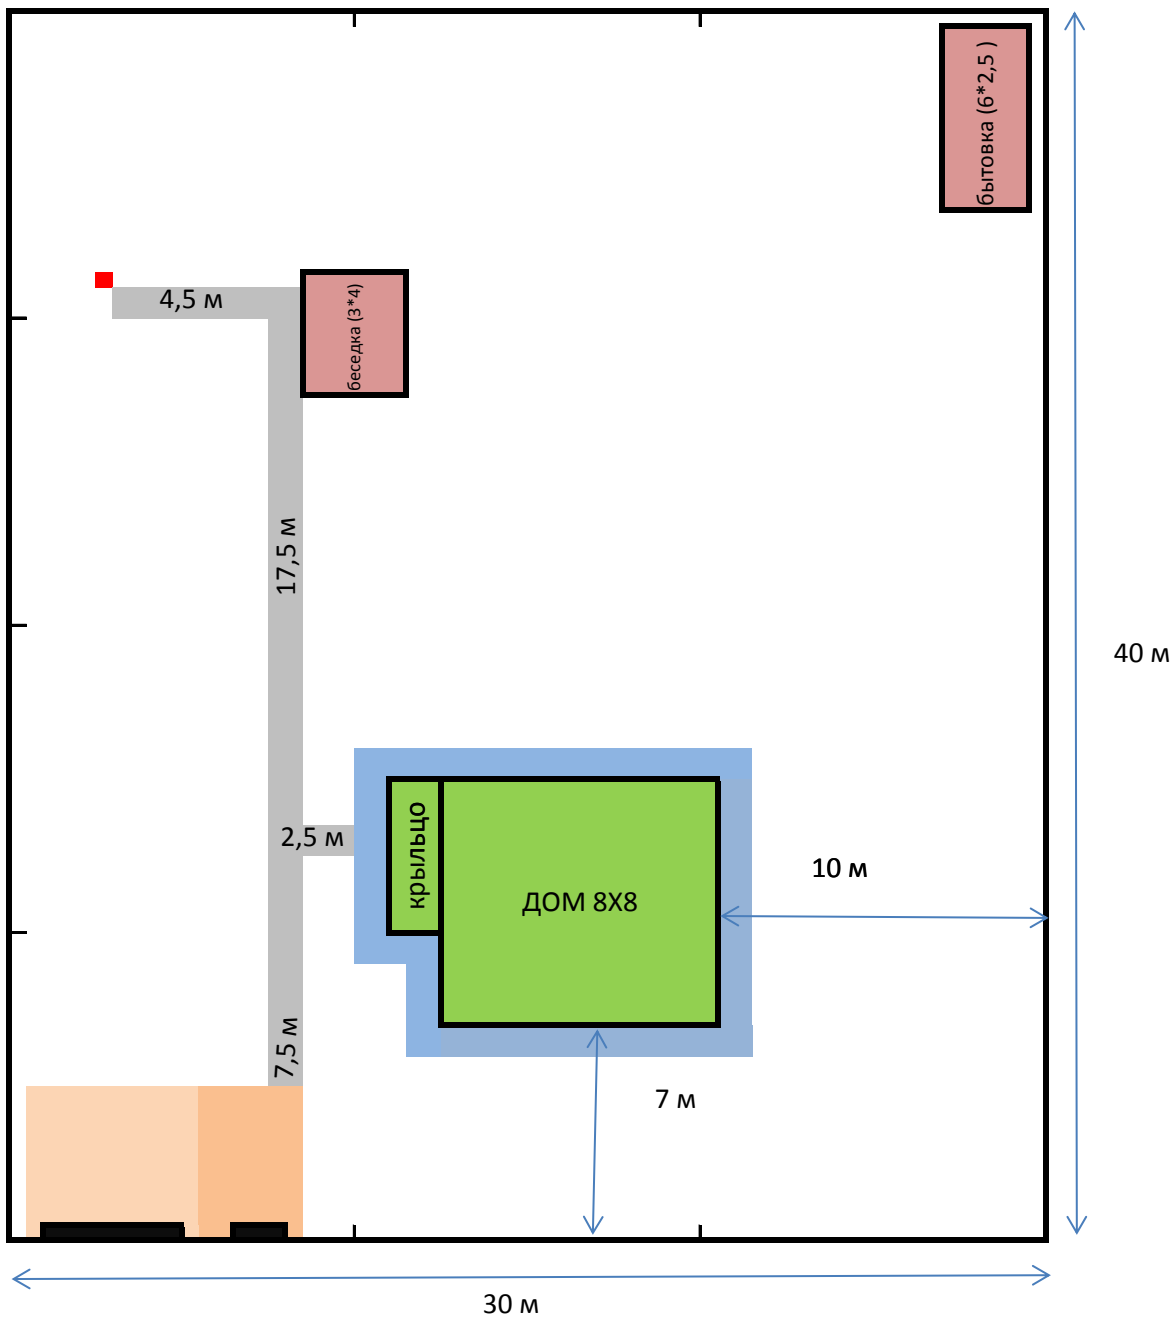 бытовка (6*2,5 )
4,5 м
беседка (3*4)
17,5 м
40 м
2,5 м
крыльцо
ДОМ 8Х8
10 м
7,5 м
7 м
30 м